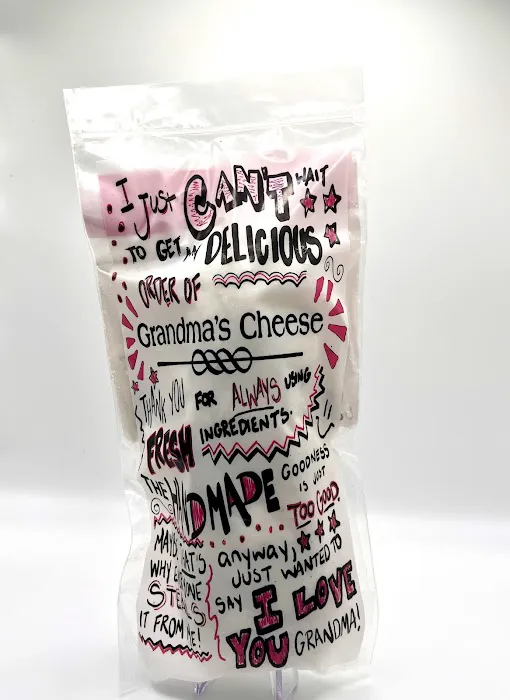 I JUST CAN'T WAIT
TO GET MY DELICIOUS
ORDER OF
Grandma's Cheese
THANK YOU FOR ALWAYS USING
FRESH INGREDIENTS.
THE HANDMADE GOODNESS
IS JUST
TOO GOOD.
MAYBE THAT'S
WHY EVERYONE
STEALS
IT FROM ME!
anyway,
JUST WANTED TO
SAY I LOVE
YOU GRANDMA!